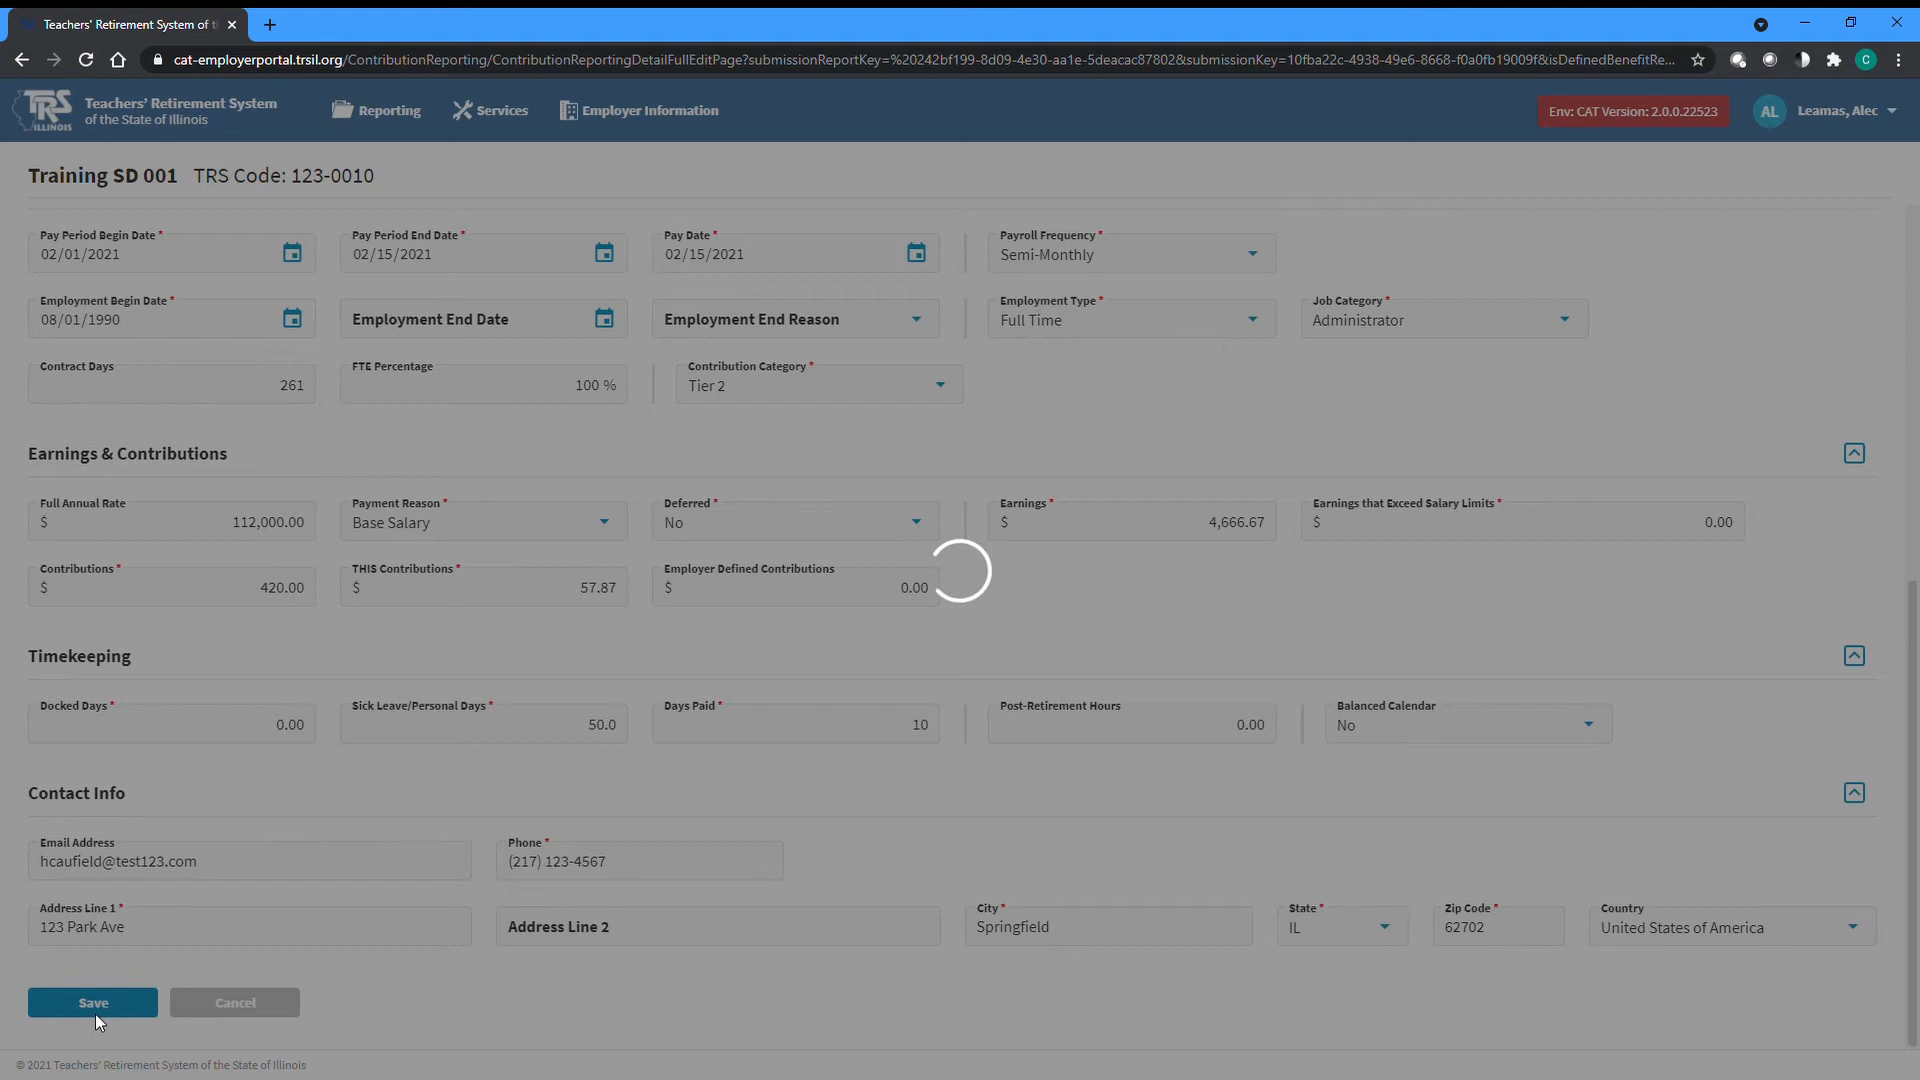 Teachers' Retirement System of t
cat-employerportal.trsil.org/ContributionReporting/ContributionReportingDetailFullEditPage?submissionReportKey=%20242bf199-8d09-4e30-aa1e-5deacac87802&submissionKey=10fba22c-4938-49e6-8668-f0a0fb19009f&isDefinedBenefitRe...
C
TRS ILLINOIS
Teachers' Retirement System
of the State of Illinois
Reporting
Services
Employer Information
Env: CAT Version: 2.0.0.22523
AL
Leamas, Alec
Training SD 001 TRS Code: 123-0010
Pay Period Begin Date * Pay Period End Date * Pay Date * Payroll Frequency *
02/01/2021 02/15/2021 02/15/2021 Semi-Monthly
Employment Begin Date * Employment Type * Job Category *
08/01/1990 Employment End Date Employment End Reason Full Time Administrator
Contract Days FTE Percentage Contribution Category *
261 100 % Tier 2
Earnings & Contributions
Full Annual Rate Payment Reason * Deferred * Earnings * Earnings that Exceed Salary Limits *
$ 112,000.00 Base Salary No $ 4,666.67 $ 0.00
Contributions * THIS Contributions * Employer Defined Contributions
$ 420.00 $ 57.87 $ 0.00
Timekeeping
Docked Days * Sick Leave/Personal Days * Days Paid * Post-Retirement Hours Balanced Calendar
0.00 50.0 10 0.00 No
Contact Info
Email Address Phone *
hcaufield@test123.com (217) 123-4567
Address Line 1 * City * State * Zip Code * Country
123 Park Ave Address Line 2 Springfield IL 62702 United States of America
Save Cancel
© 2021 Teachers' Retirement System of the State of Illinois